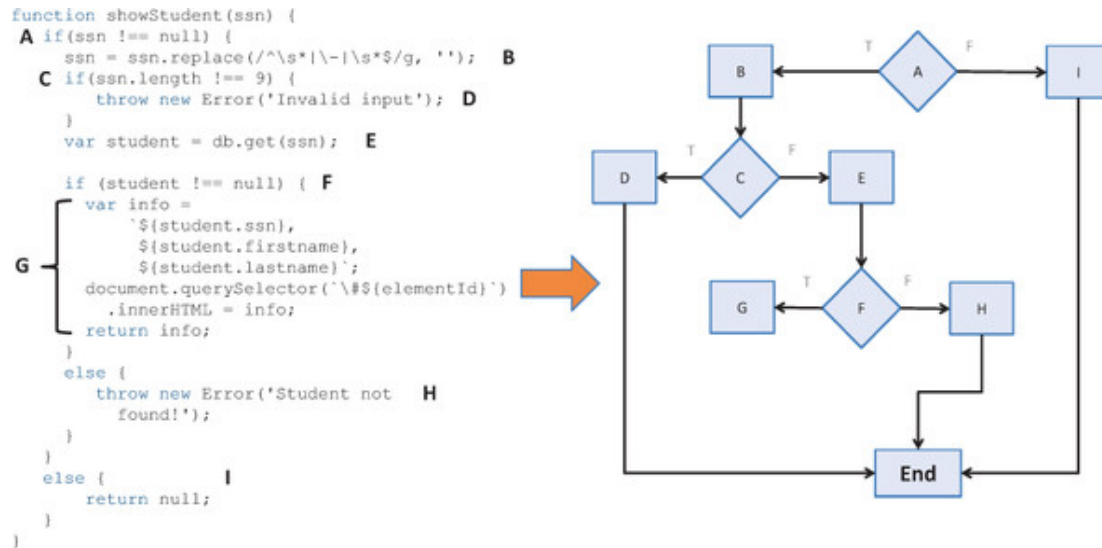 function showStudent(ssn) {
A if(ssn !== null) {
ssn = ssn.replace(/^\s*|\-|\s*$/g, ''); B
C if(ssn.length !== 9) {
throw new Error('Invalid input'); D
}
var student = db.get(ssn); E
if (student !== null) { F
var info =
`${student.ssn},
${student.firstname},
G ${student.lastname}`;
document.querySelector(`\#${elementId}`)
.innerHTML = info;
return info;
}
else {
throw new Error('Student not H
found!');
}
}
else { I
return null;
}
}
T F
B A I
T F
D C E
T F
G F H
End